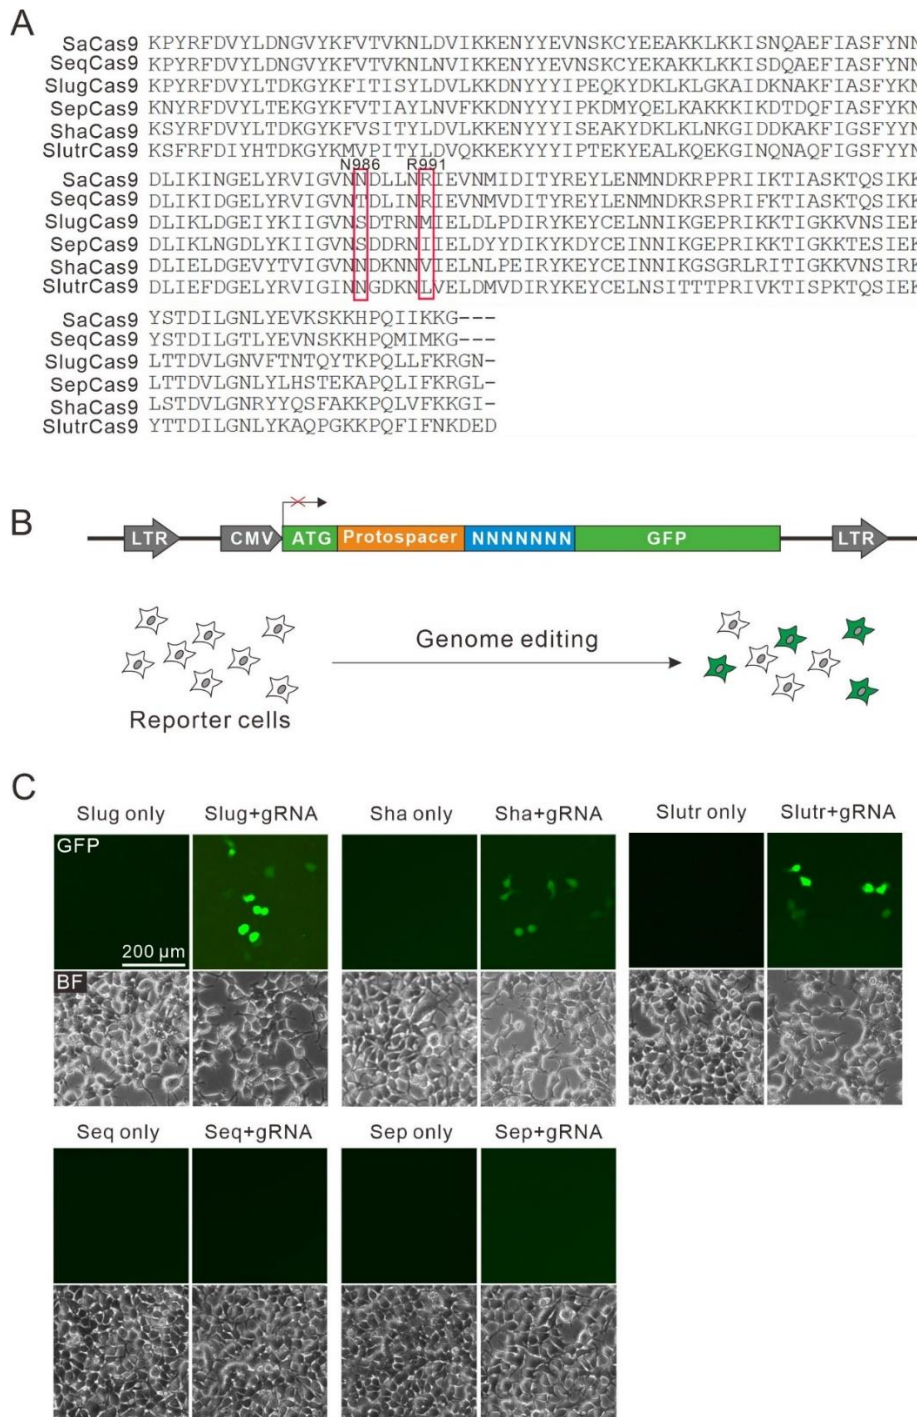 A
SaCas9 KPYRFDVYLDNGVYKFVTVKNLDVIKKENYYEVNSKCYEEAKKLKKISNQAEFIASFYNN
SeqCas9 KPYRFDVYLDNGVYKFVTVKNLNVIKKENYYEVNSKCYEKAKKLKKISDQAEFIASFYNN
SlugCas9 KPYRVDVYLTDKGYKFITISYLDVLKKDNYYYIPEQKYDKLKLGKAIDKNAKFIASFYKN
SepCas9 KNYRVDVYLTEKGYKFVTIAYLNVFKKDNYYYIPKDMYQELKAKKKIKDTDQFIASFYKN
ShaCas9 KSYRFDVYLTDKGYKFVSITYLDVLKKDNYYYISEAKYDKLKLNKGIDDKAKFIGSFYYN
SlutrCas9 KSFRFDIYHTDKGYKMVPITYLDVQKKEKYYYIPTEKYEALKQEKGINQNAQFIGSFYYN
N986 R991
SaCas9 DLIKINGELYRVIGVNNDLLNRIEVNMIDITYREYLENMNDKRPPRIIKTIASKTQSIKK
SeqCas9 DLIKIDGELYRVIGVNTDLINRIEVNMVDITYREYLENMNDKRSPRIFKTIASKTQSIKK
SlugCas9 DLIKLDGEIYKIIGVNSDTRNMIELDLPDIRYKEYCELNNIKGEPRIKKTIGKKVNSIEK
SepCas9 DLIKLNGDLYKIIGVNSDDRNIIELDYYDIKYKDYCEINNIKGEPRIKKTIGKKTESIEK
ShaCas9 DLIELDGEVYTVIGVNNDKNNVIELNLPEIRYKEYCEINNIKGSGRLRITIGKKVNSIRK
SlutrCas9 DLIEFDGELYRVIGINNGDKNLVELDMVDIRYKEYCELNSITTTPRIVKTISPKTQSIEK
SaCas9 YSTDILGNLYEVKSKKHPQIIKKG---
SeqCas9 YSTDILGTLYEVNSKKHPQMIMKG---
SlugCas9 LTTDVLGNVFTNTQYTKPQLLFKRGN-
SepCas9 LTTDVLGNLYLHSTEKAPQLIFKRGL-
ShaCas9 LSTDVLGNRYYQSFAKKPQLVFKKGI-
SlutrCas9 YTTDILGNLYKAQPGKKPQFIFNKDED
B
LTR CMV ATG Protospacer NNNNNNN GFP LTR
Genome editing
Reporter cells
C
Slug only Slug+gRNA Sha only Sha+gRNA Slutr only Slutr+gRNA
GFP
200 μm
BF
Seq only Seq+gRNA Sep only Sep+gRNA